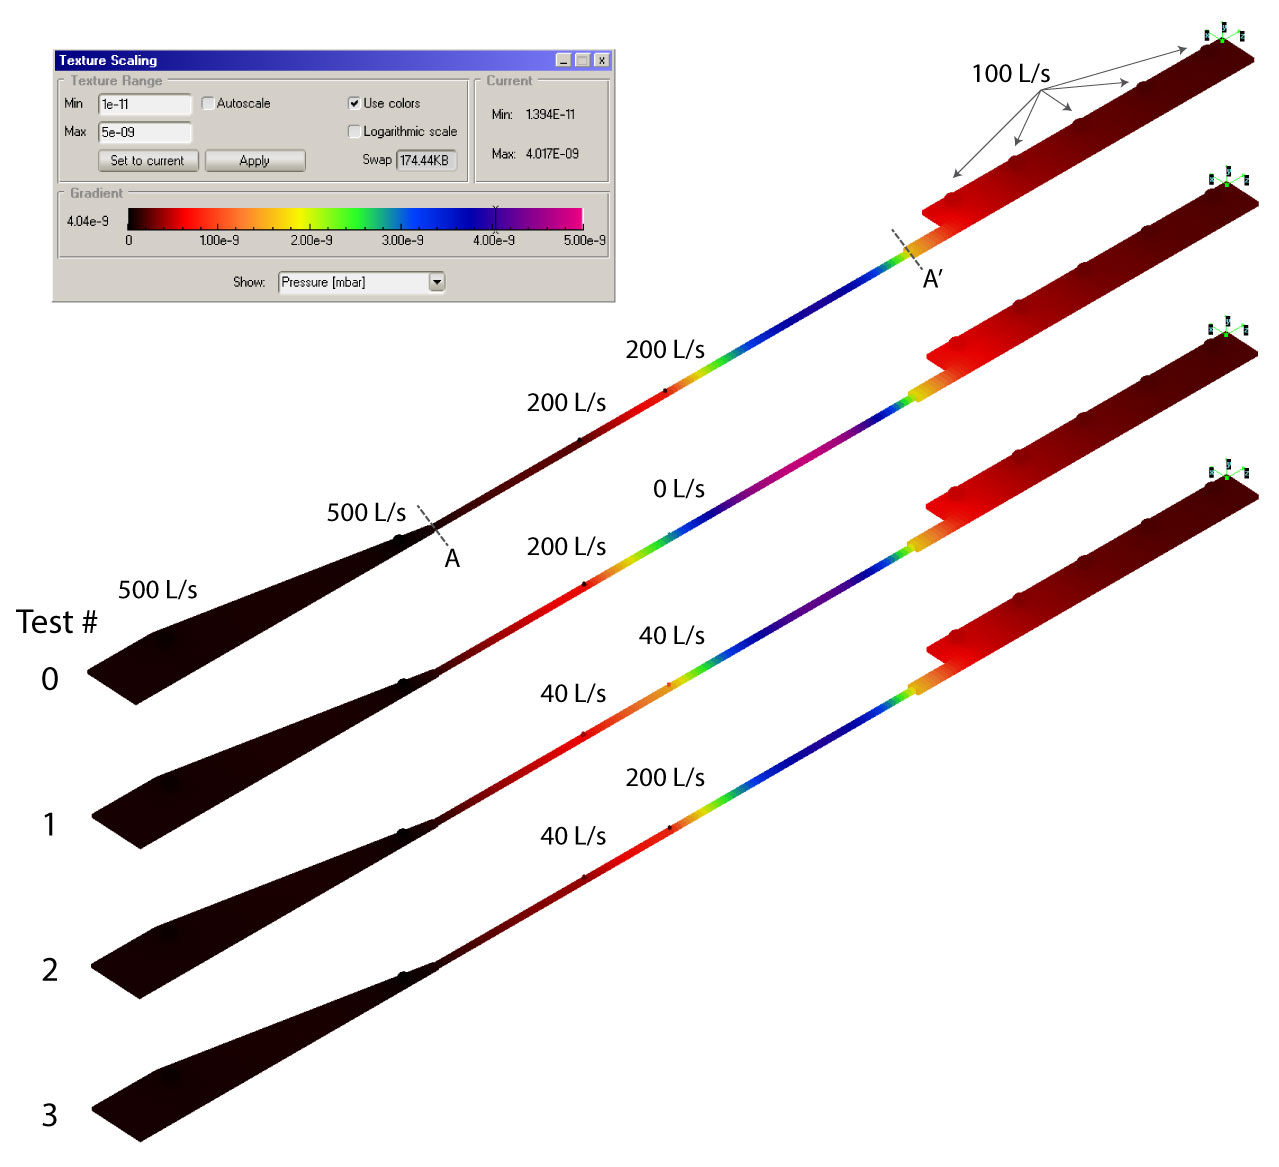 Texture Scaling
Texture Range
Min 1e-11 Autoscale Use colors
Max 5e-09 Logarithmic scale
Set to current Apply Swap 174.44KB
Current
Min: 1.394E-11
Max: 4.017E-09
Gradient
4.04e-9
0 1.00e-9 2.00e-9 3.00e-9 4.00e-9 5.00e-9
Show: Pressure [mbar]
100 L/s
A'
200 L/s
200 L/s
500 L/s
A
500 L/s
Test #
0
0 L/s
200 L/s
1
40 L/s
40 L/s
2
200 L/s
40 L/s
3